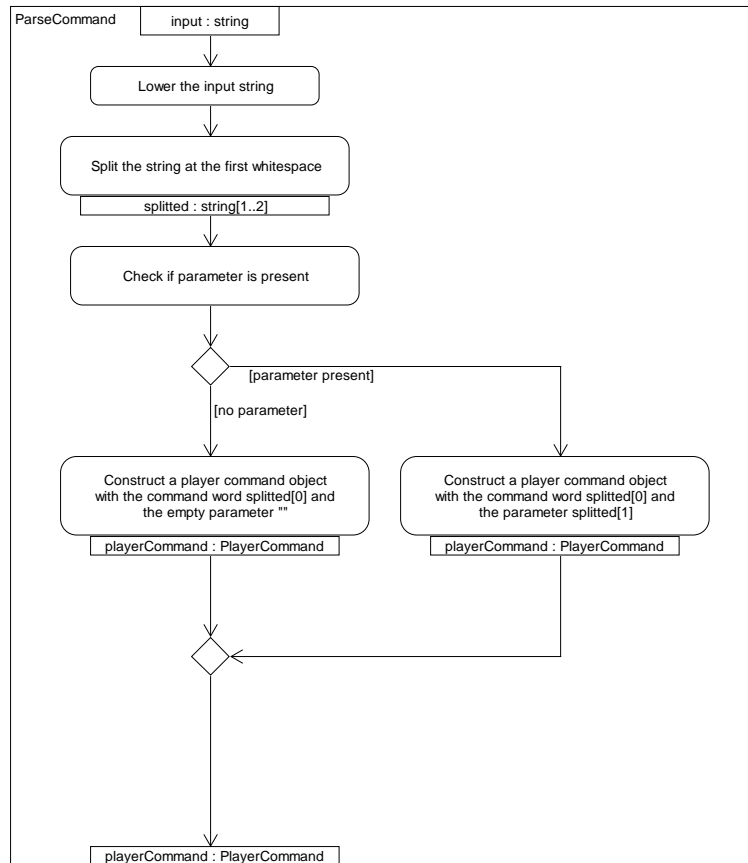 ParseCommand
input : string
Lower the input string
Split the string at the first whitespace
splitted : string[1..2]
Check if parameter is present
[parameter present]
[no parameter]
Construct a player command object
with the command word splitted[0] and
the empty parameter ""
playerCommand : PlayerCommand
Construct a player command object
with the command word splitted[0] and
the parameter splitted[1]
playerCommand : PlayerCommand
playerCommand : PlayerCommand